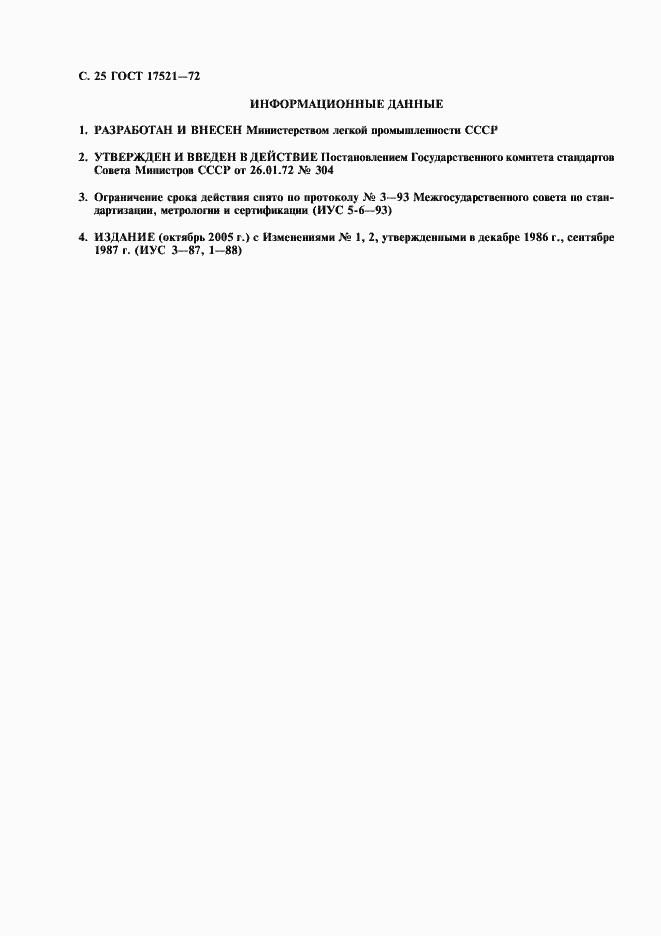 С. 25 ГОСТ 17521—72
ИНФОРМАЦИОННЫЕ ДАННЫЕ
1. РАЗРАБОТАН И ВНЕСЕН Министерством легкой промышленности СССР
2. УТВЕРЖДЕН И ВВЕДЕН В ДЕЙСТВИЕ Постановлением Государственного комитета стандартов
Совета Министров СССР от 26.01.72 № 304
3. Ограничение срока действия снято по протоколу № 3—93 Межгосударственного совета по стан-
дартизации, метрологии и сертификации (ИУС 5-6—93)
4. ИЗДАНИЕ (октябрь 2005 г.) с Изменениями № 1, 2, утвержденными в декабре 1986 г., сентябре
1987 г. (ИУС 3—87, 1—88)